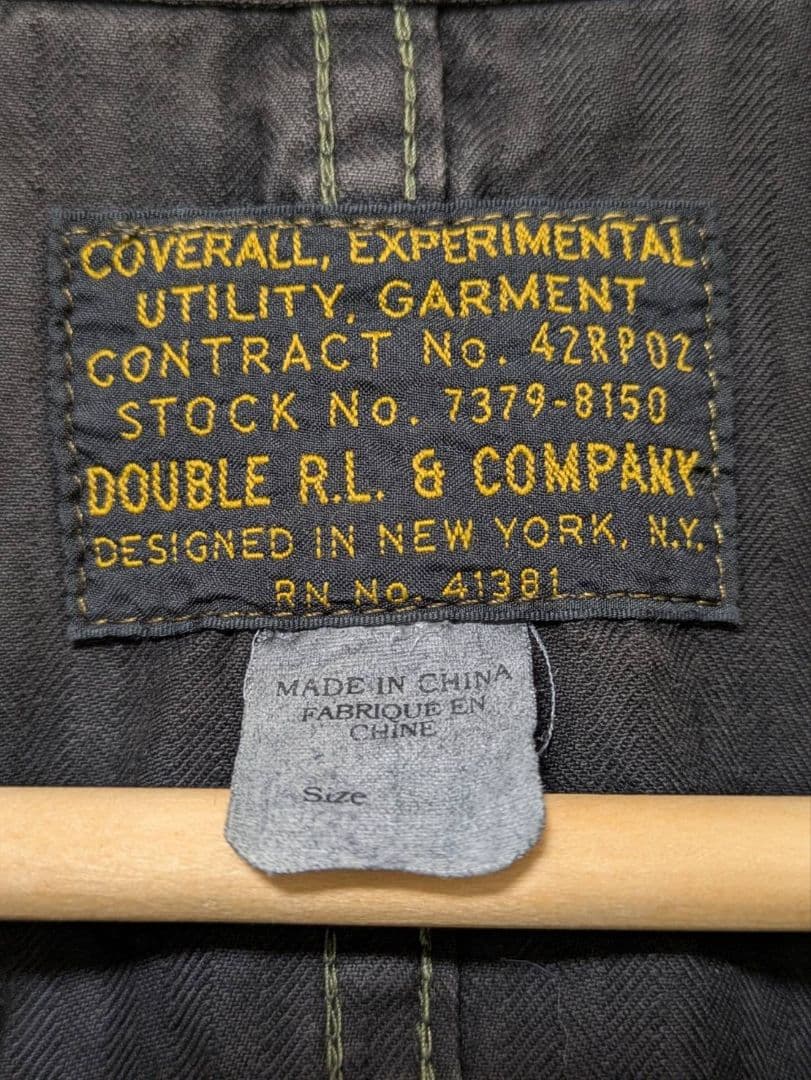 COVERALL, EXPERIMENTAL
UTILITY, GARMENT
CONTRACT No. 42RP02
STOCK No. 7379-8150
DOUBLE R.L. & COMPANY
DESIGNED IN NEW YORK, N.Y.
RN No. 41381
MADE IN CHINA
FABRIQUE EN
CHINE
Size